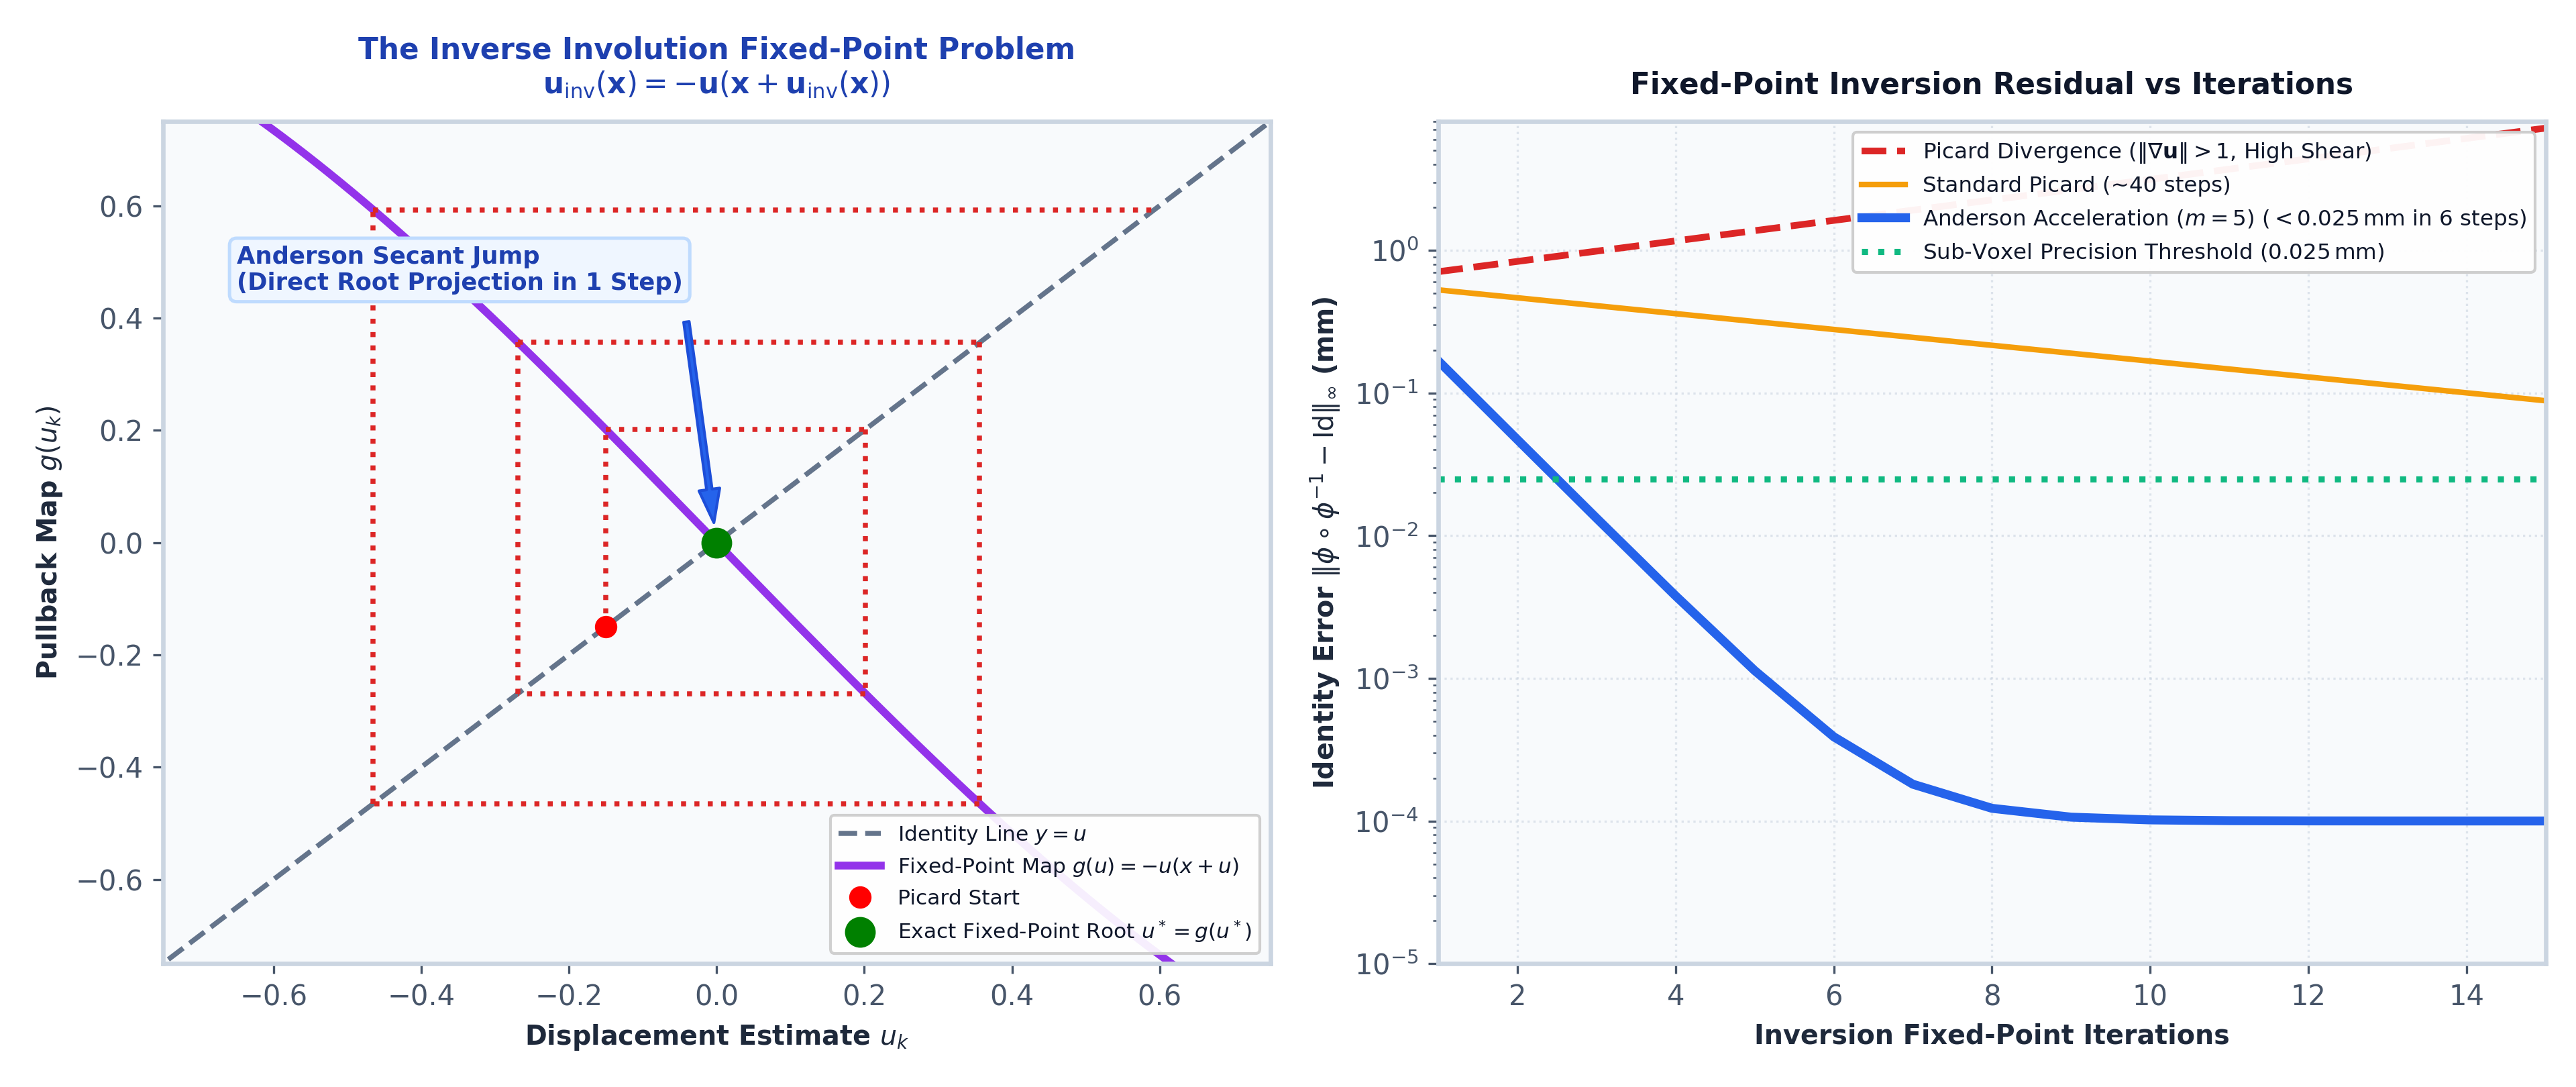 The Inverse Involution Fixed-Point Problem
u_inv(x) = −u(x + u_inv(x))
Pullback Map g(u_k)
0.6
0.4
0.2
0.0
−0.2
−0.4
−0.6
Anderson Secant Jump
(Direct Root Projection in 1 Step)
Identity Line y = u
Fixed-Point Map g(u) = −u(x + u)
Picard Start
Exact Fixed-Point Root u* = g(u*)
−0.6 −0.4 −0.2 0.0 0.2 0.4 0.6
Displacement Estimate u_k
Fixed-Point Inversion Residual vs Iterations
Identity Error ‖ϕ ∘ ϕ⁻¹ − Id‖_∞ (mm)
10⁰
10⁻¹
10⁻²
10⁻³
10⁻⁴
10⁻⁵
Picard Divergence (‖∇u‖ > 1, High Shear)
Standard Picard (~40 steps)
Anderson Acceleration (m = 5) (< 0.025 mm in 6 steps)
Sub-Voxel Precision Threshold (0.025 mm)
2 4 6 8 10 12 14
Inversion Fixed-Point Iterations